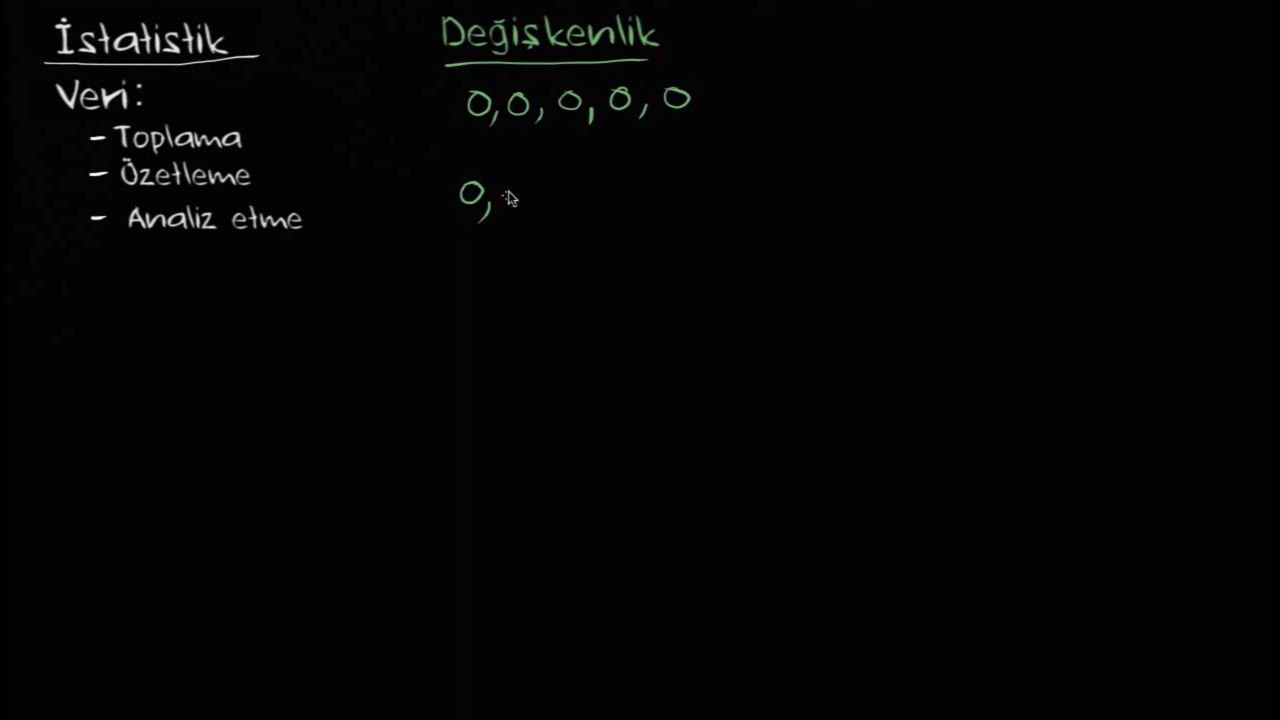 İstatistik
Veri:
- Toplama
- Özetleme
- Analiz etme
Değişkenlik
0, 0, 0, 0, 0
0,